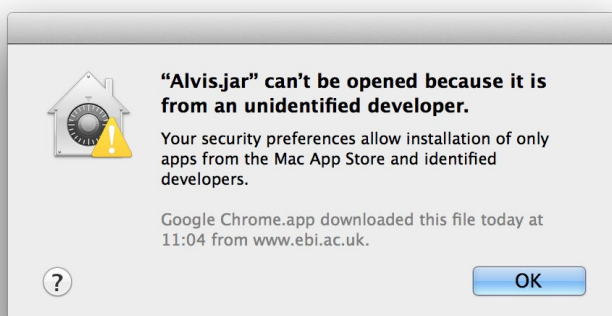 “Alvis.jar” can’t be opened because it is
from an unidentified developer.
Your security preferences allow installation of only
apps from the Mac App Store and identified
developers.
Google Chrome.app downloaded this file today at
11:04 from www.ebi.ac.uk.
?
OK